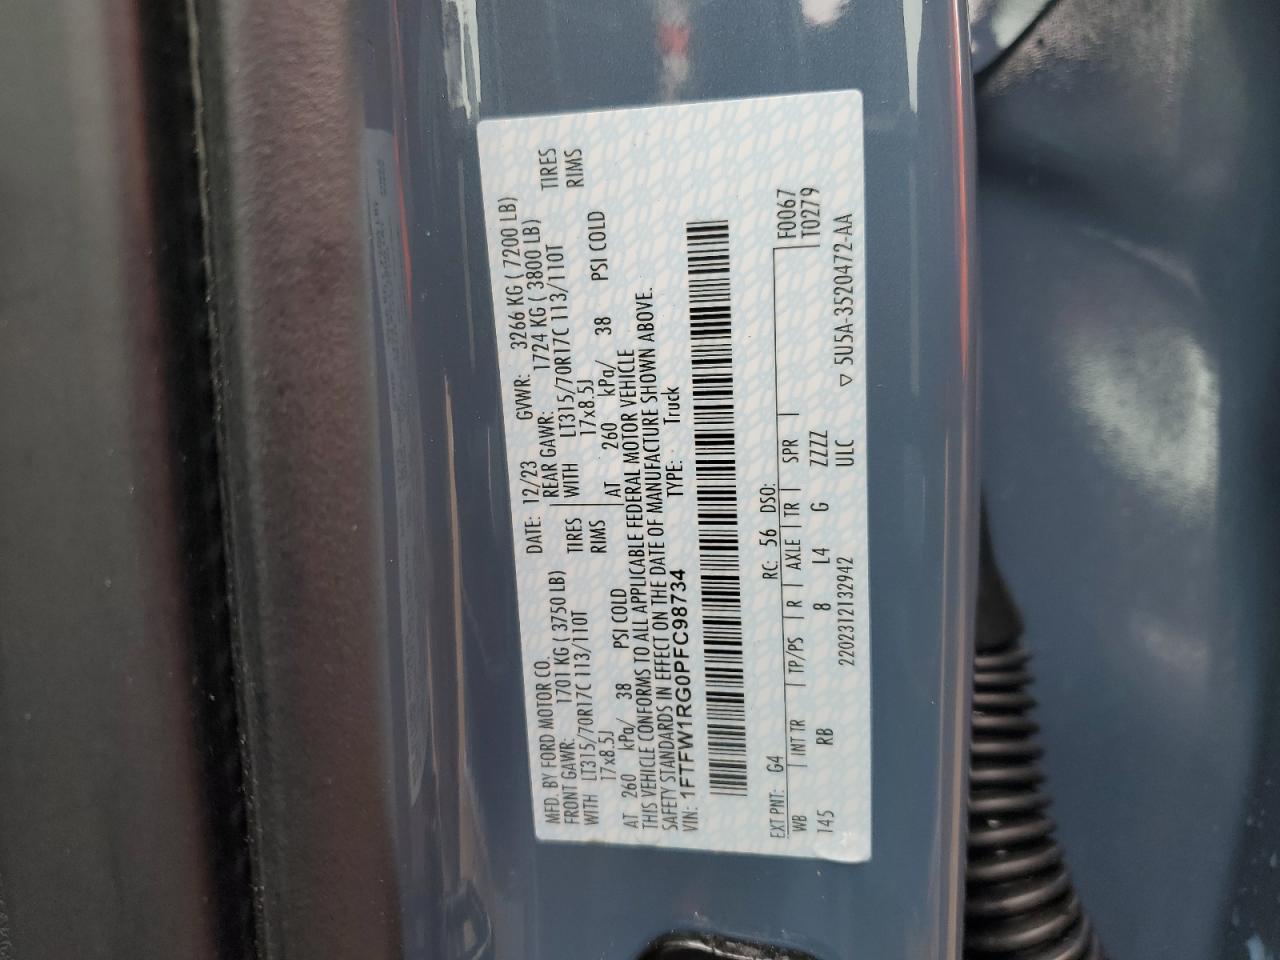 MFD. BY FORD MOTOR CO. DATE: 12/23 GVWR: 3266 KG ( 7200 LB)
FRONT GAWR: 1701 KG ( 3750 LB) REAR GAWR: 1724 KG ( 3800 LB)
WITH LT315/70R17C 113/110T TIRES WITH LT315/70R17C 113/110T TIRES
17x8.5J RIMS 17x8.5J RIMS
AT 260 kPa/ 38 PSI COLD AT 260 kPa/ 38 PSI COLD
THIS VEHICLE CONFORMS TO ALL APPLICABLE FEDERAL MOTOR VEHICLE
SAFETY STANDARDS IN EFFECT ON THE DATE OF MANUFACTURE SHOWN ABOVE.
VIN: 1FTFW1RG0PFC98734 TYPE: Truck
EXT PNT: G4 RC: 56 DSO: F0067
WB INT TR TP/PS R AXLE TR SPR T0279
145 RB 8 L4 G ZZZZ
2202312132942 ULC ▽ 5U5A-3520472-AA